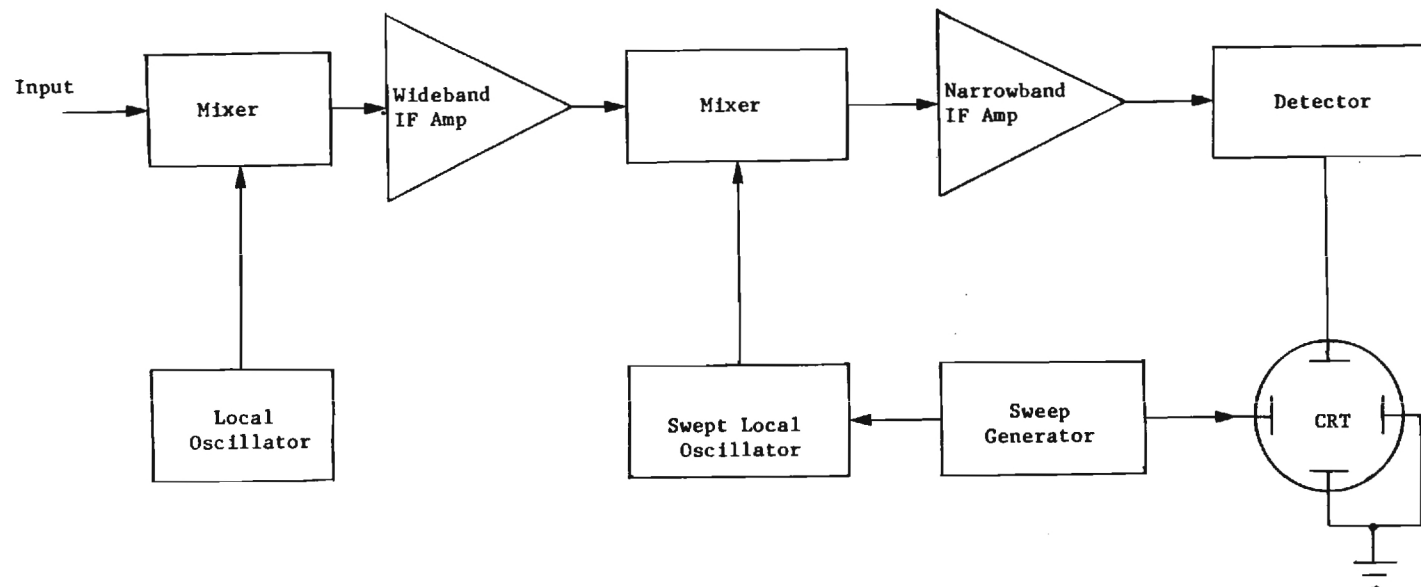 Input
Mixer
Wideband
IF Amp
Mixer
Narrowband
IF Amp
Detector
Local
Oscillator
Swept Local
Oscillator
Sweep
Generator
CRT